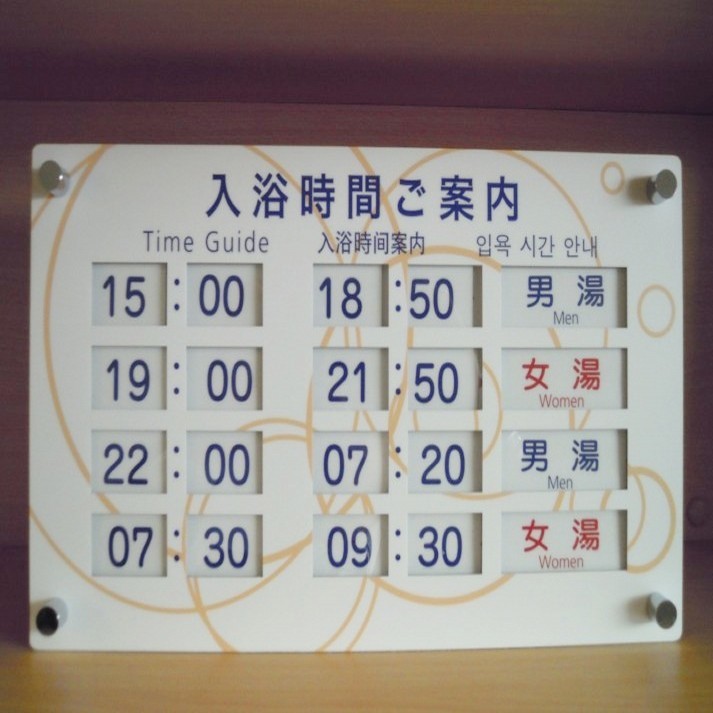 入浴時間ご案内
Time Guide 入浴時间案内 입욕 시간 안내
15:00 18:50 男湯 Men
19:00 21:50 女湯 Women
22:00 07:20 男湯 Men
07:30 09:30 女湯 Women